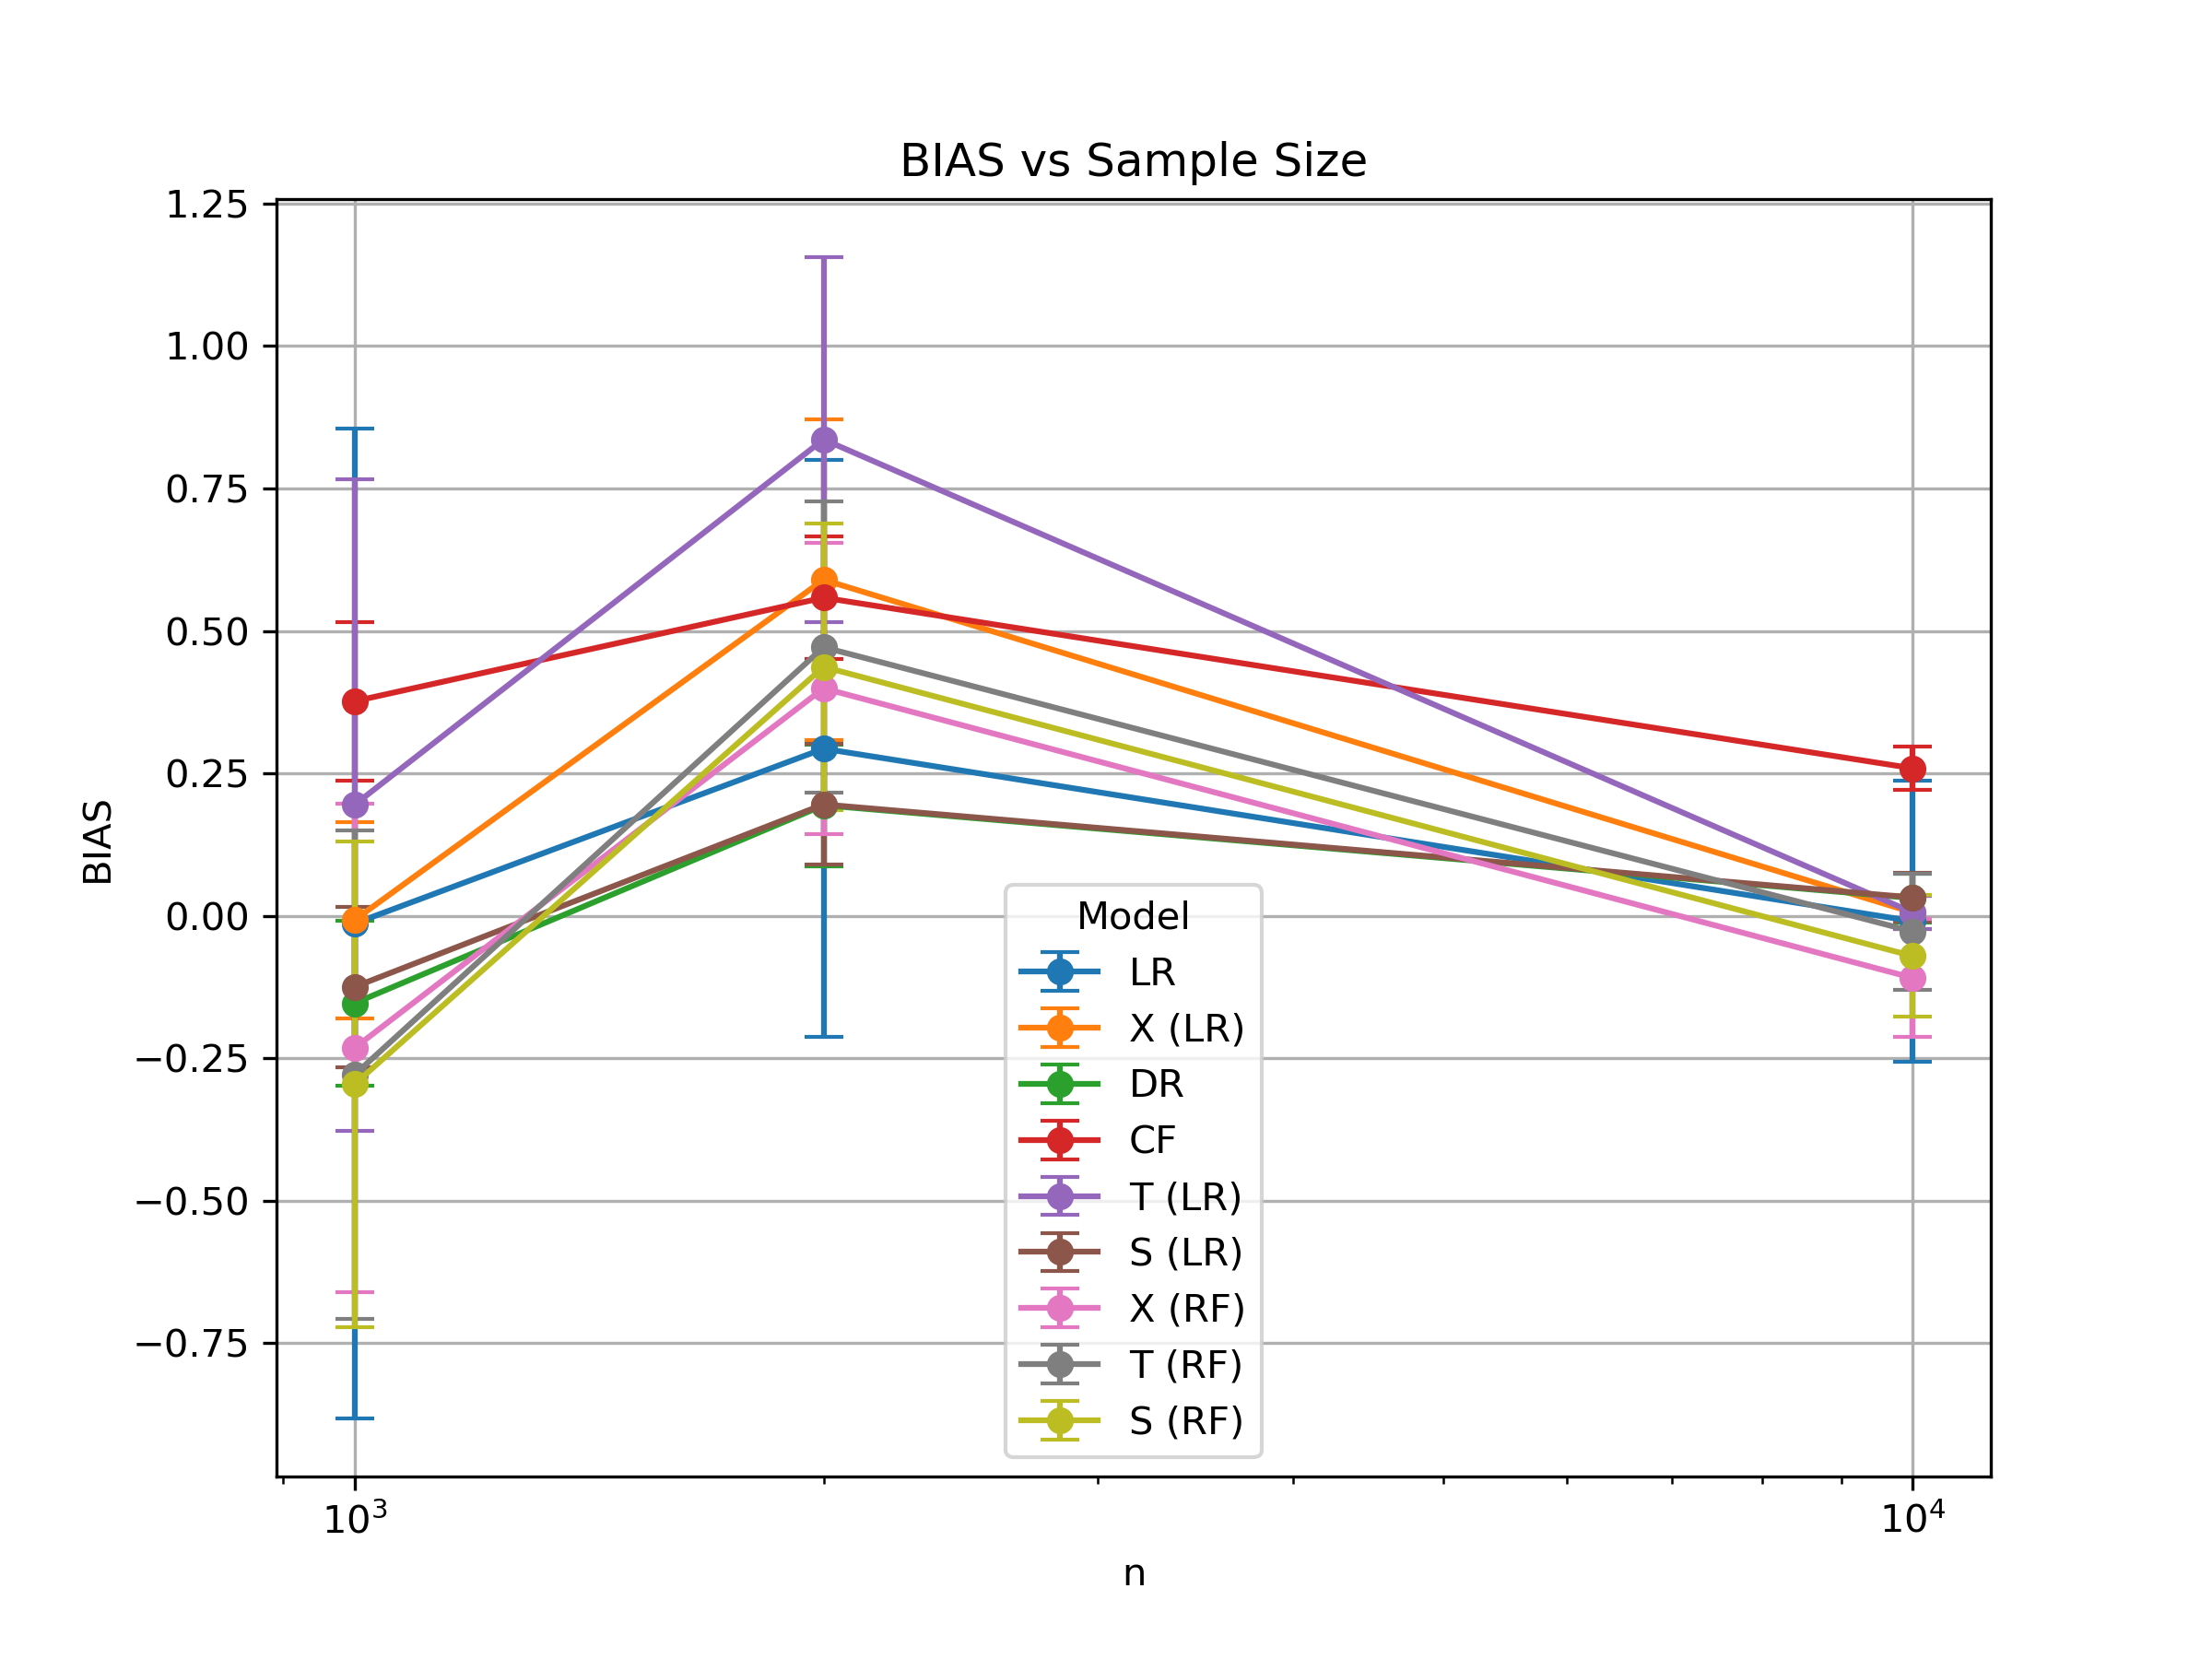 BIAS vs Sample Size
1.25
1.00
0.75
0.50
0.25
0.00
−0.25
−0.50
−0.75
BIAS
10³
10⁴
n
Model
LR
X (LR)
DR
CF
T (LR)
S (LR)
X (RF)
T (RF)
S (RF)